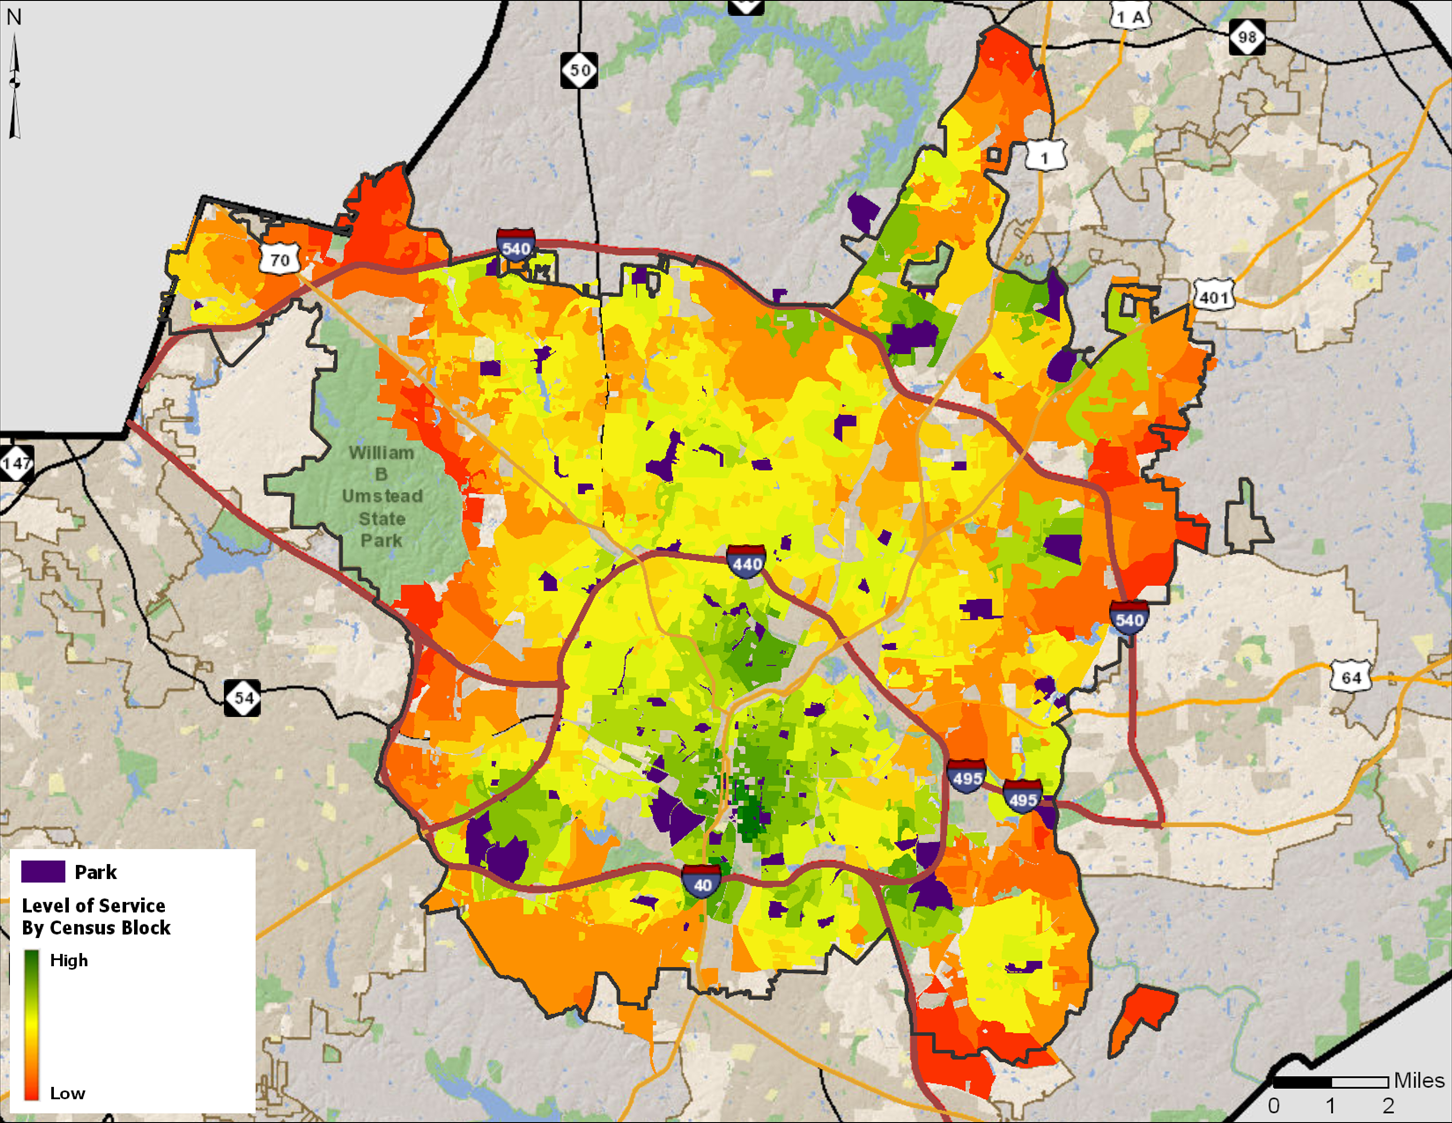 N
50
1 A
98
1
540
70
401
William
B
Umstead
State
Park
147
440
540
64
54
495
495
40
Park
Level of Service
By Census Block
High
Low
Miles
0 1 2